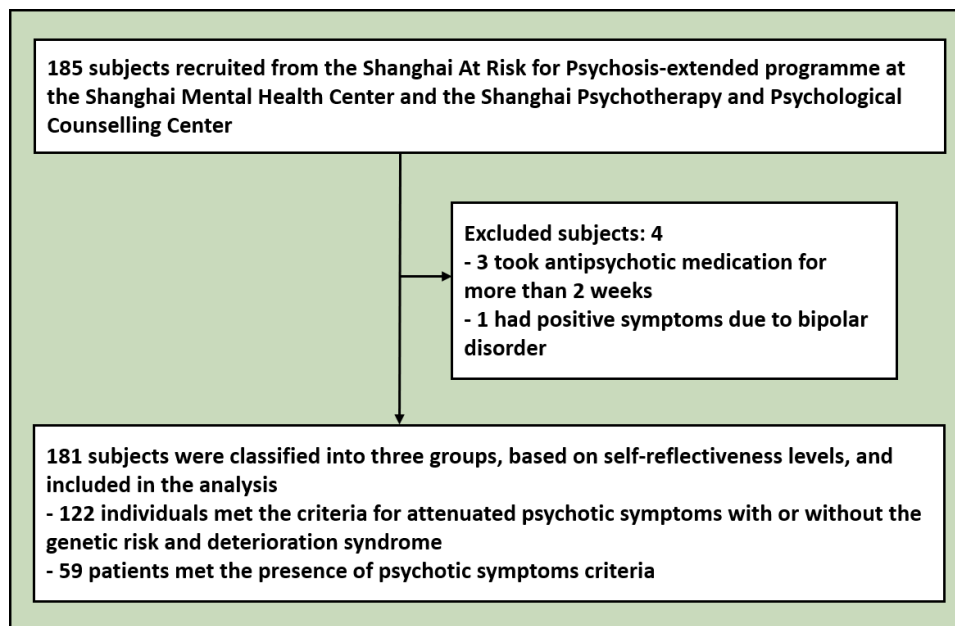 185 subjects recruited from the Shanghai At Risk for Psychosis-extended programme at
the Shanghai Mental Health Center and the Shanghai Psychotherapy and Psychological
Counselling Center
Excluded subjects: 4
- 3 took antipsychotic medication for
more than 2 weeks
- 1 had positive symptoms due to bipolar
disorder
181 subjects were classified into three groups, based on self-reflectiveness levels, and
included in the analysis
- 122 individuals met the criteria for attenuated psychotic symptoms with or without the
genetic risk and deterioration syndrome
- 59 patients met the presence of psychotic symptoms criteria